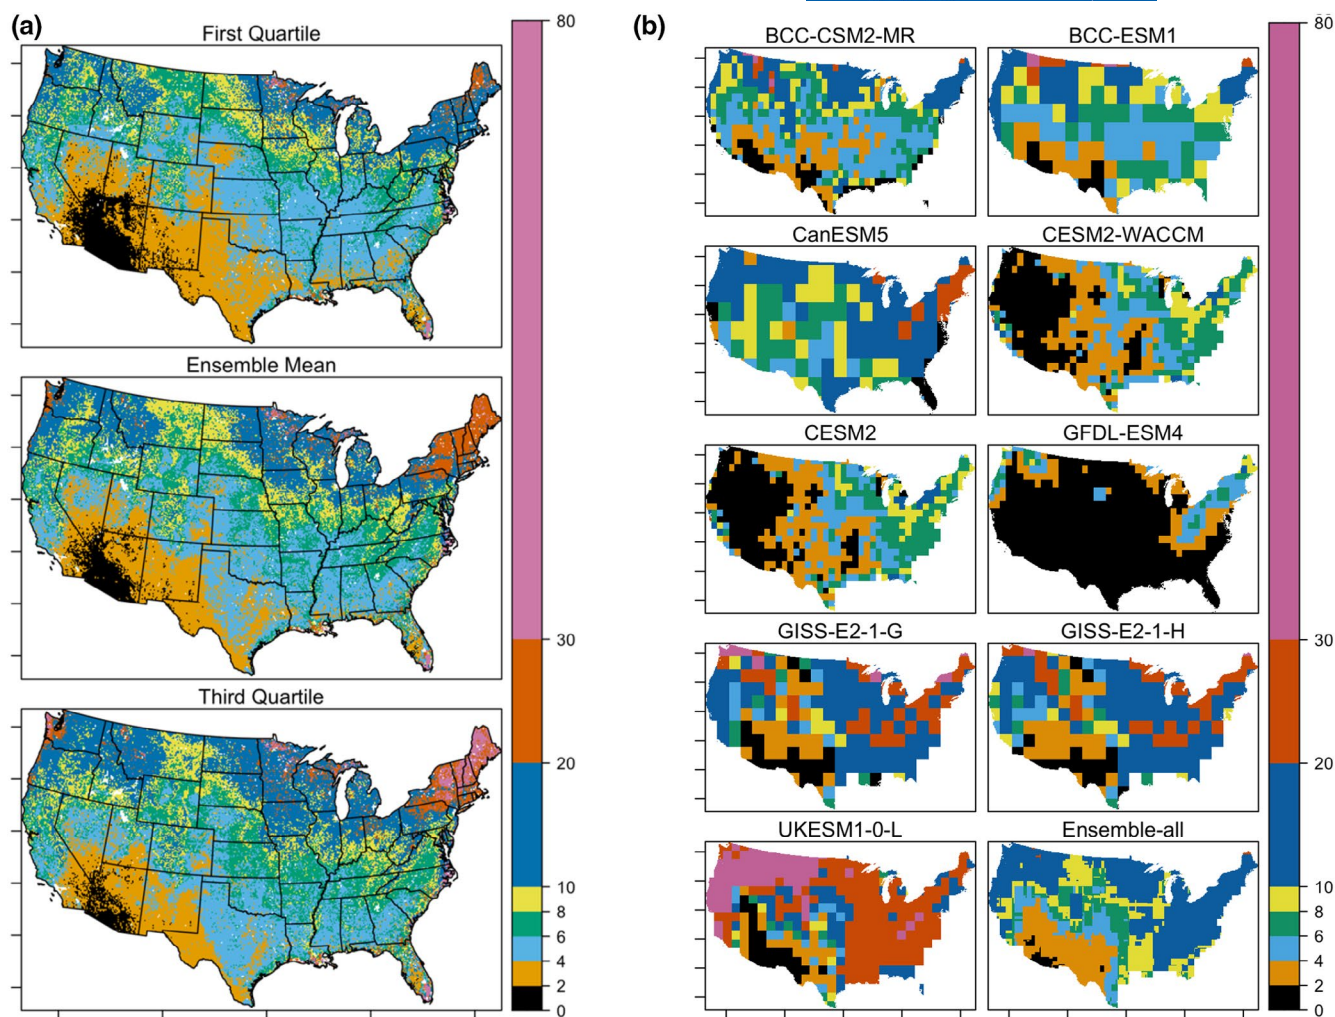 (a)
First Quartile
Ensemble Mean
Third Quartile
80
30
20
10
8
6
4
2
0
(b)
BCC-CSM2-MR
BCC-ESM1
CanESM5
CESM2-WACCM
CESM2
GFDL-ESM4
GISS-E2-1-G
GISS-E2-1-H
UKESM1-0-L
Ensemble-all
80
30
20
10
8
6
4
2
0